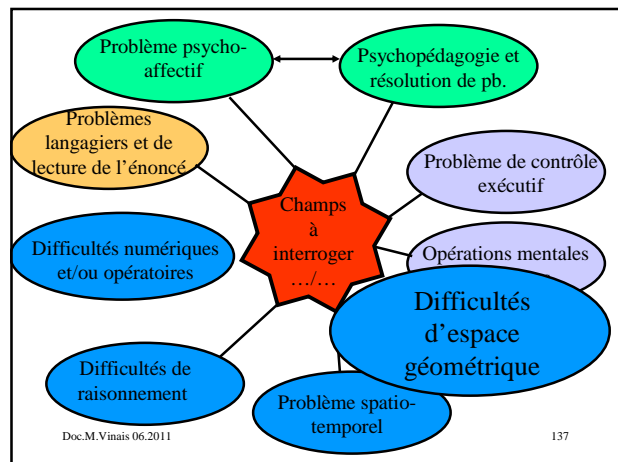 Problème psycho-
affectif
Psychopédagogie et
résolution de pb.
Problèmes
langagiers et de
lecture de l'énoncé
Problème de contrôle
exécutif
Champs
à
interroger
…/…
Difficultés numériques
et/ou opératoires
Opérations mentales
Difficultés
d'espace
géométrique
Difficultés de
raisonnement
Problème spatio-
temporel
Doc.M.Vinais 06.2011
137